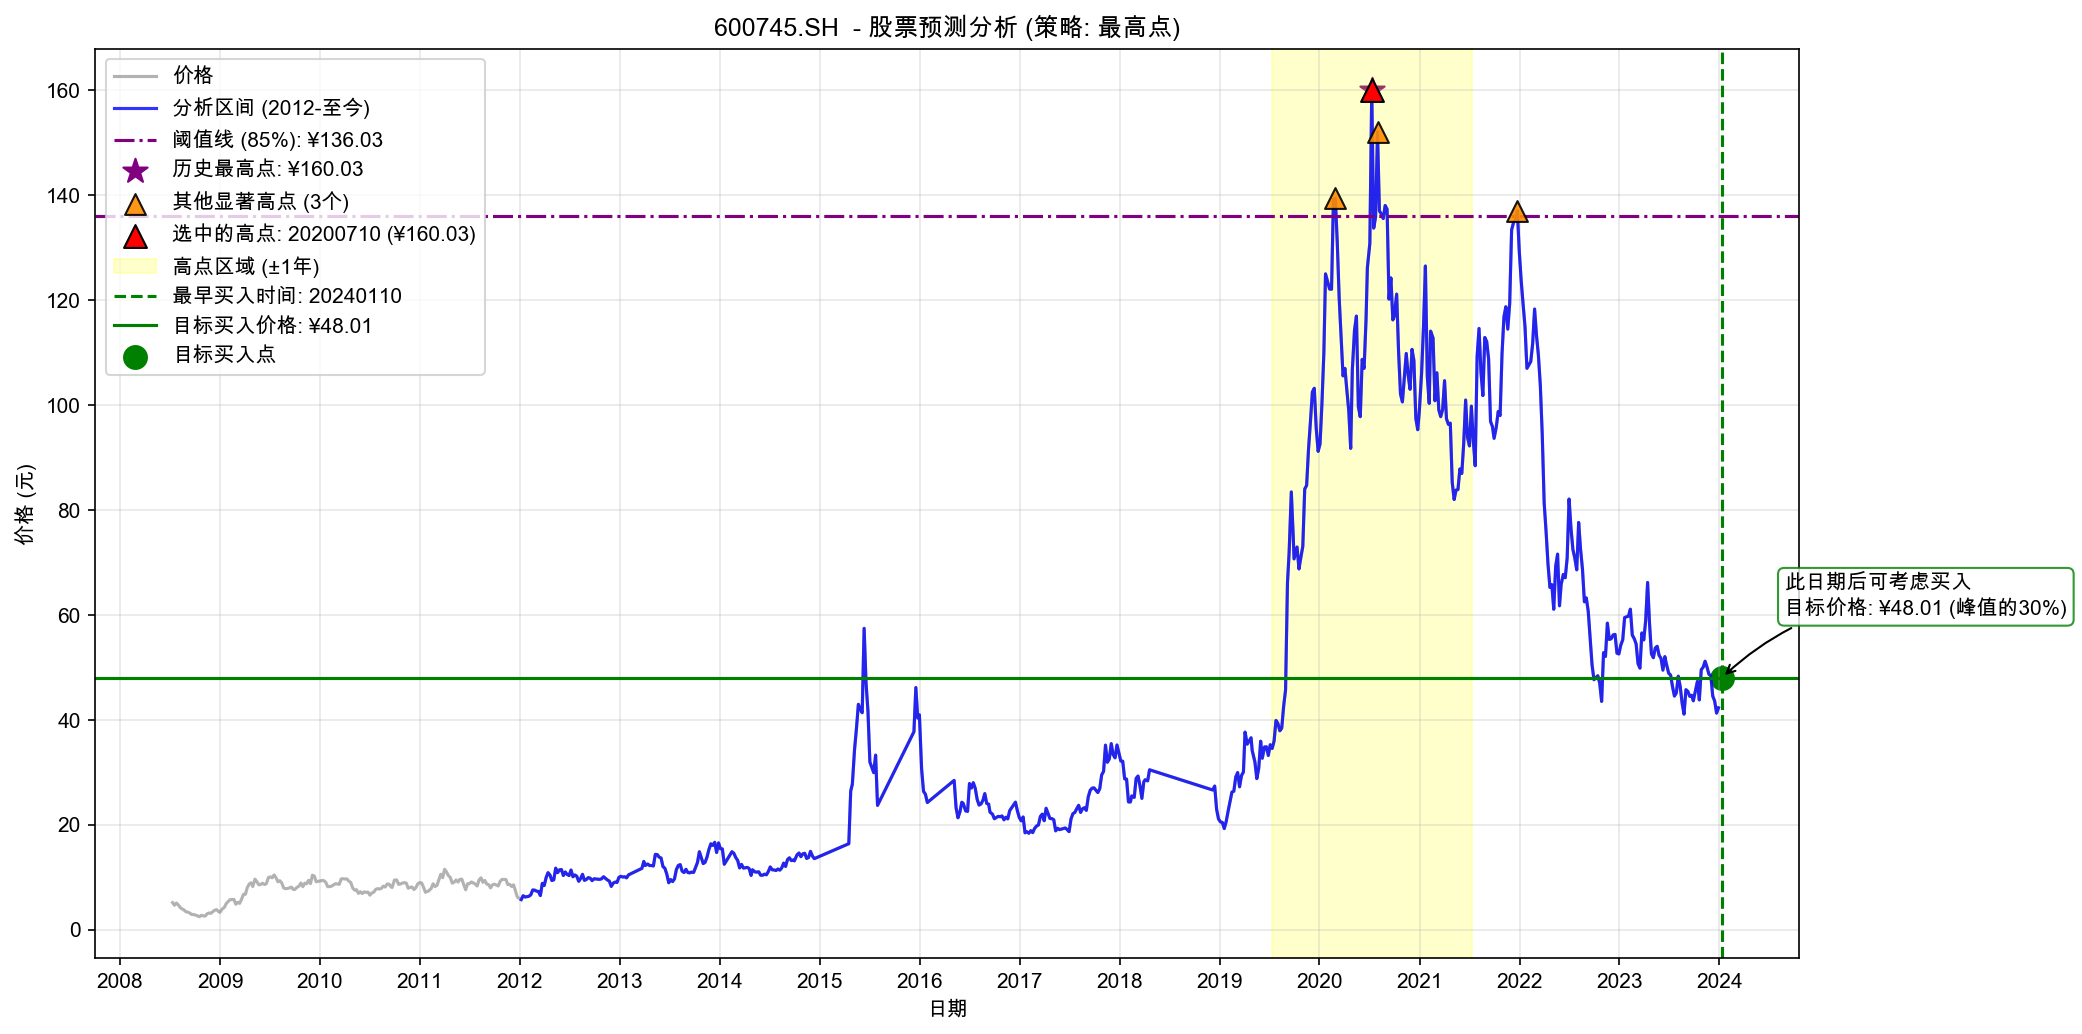 600745.SH - 股票预测分析 (策略: 最高点)
价格
分析区间 (2012-至今)
阈值线 (85%): ¥136.03
历史最高点: ¥160.03
其他显著高点 (3个)
选中的高点: 20200710 (¥160.03)
高点区域 (±1年)
最早买入时间: 20240110
目标买入价格: ¥48.01
目标买入点
此日期后可考虑买入
目标价格: ¥48.01 (峰值的30%)
价格 (元)
160
140
120
100
80
60
40
20
0
2008 2009 2010 2011 2012 2013 2014 2015 2016 2017 2018 2019 2020 2021 2022 2023 2024
日期